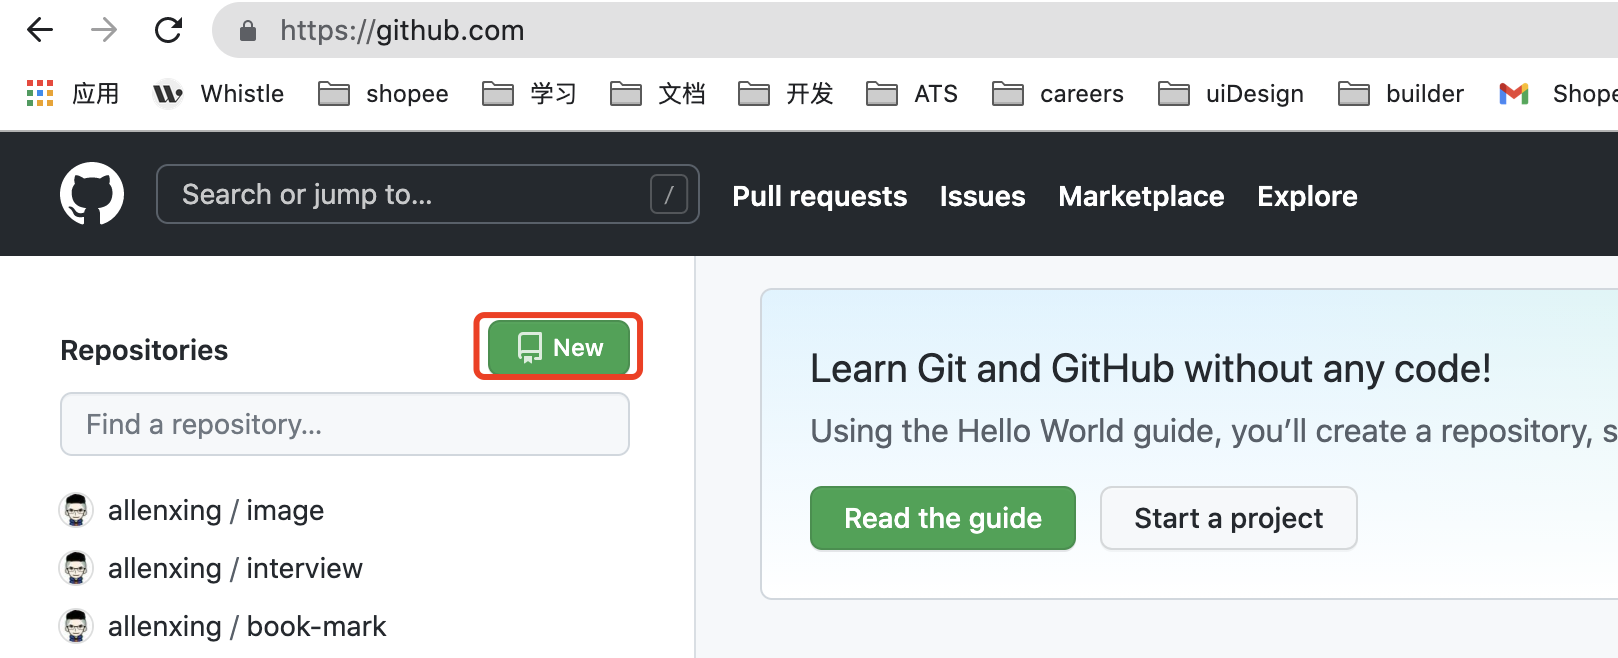 https://github.com
应用 Whistle shopee 学习 文档 开发 ATS careers uiDesign builder Shope
Search or jump to... / Pull requests Issues Marketplace Explore
Repositories New
Find a repository...
allenxing / image
allenxing / interview
allenxing / book-mark
Learn Git and GitHub without any code!
Using the Hello World guide, you’ll create a repository, s
Read the guide Start a project